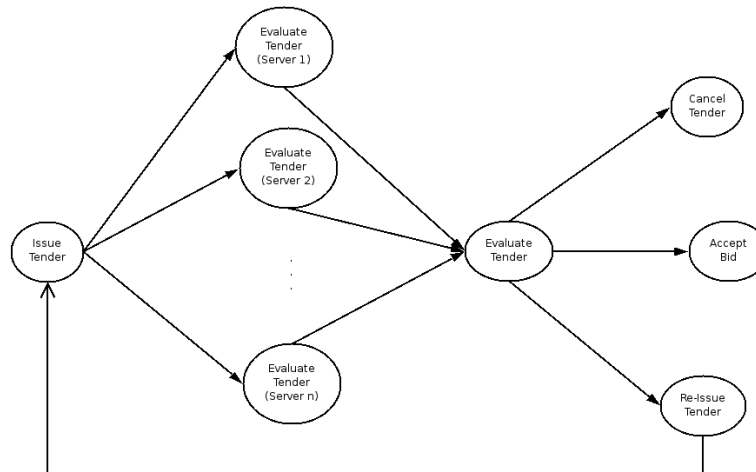 Evaluate
Tender
(Server 1)
Cancel
Tender
Evaluate
Tender
(Server 2)
Issue
Tender
Evaluate
Tender
Accept
Bid
.
.
.
Evaluate
Tender
(Server n)
Re-Issue
Tender